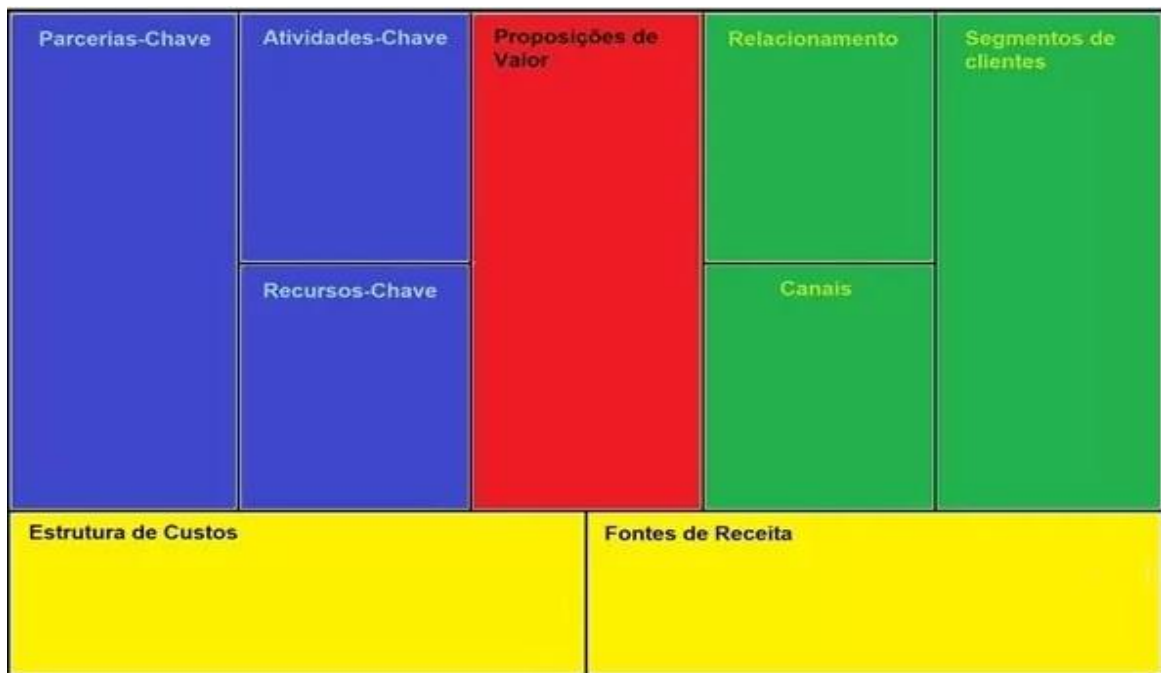 Parcerias-Chave
Atividades-Chave
Proposições de
Valor
Relacionamento
Segmentos de
clientes
Recursos-Chave
Canais
Estrutura de Custos
Fontes de Receita